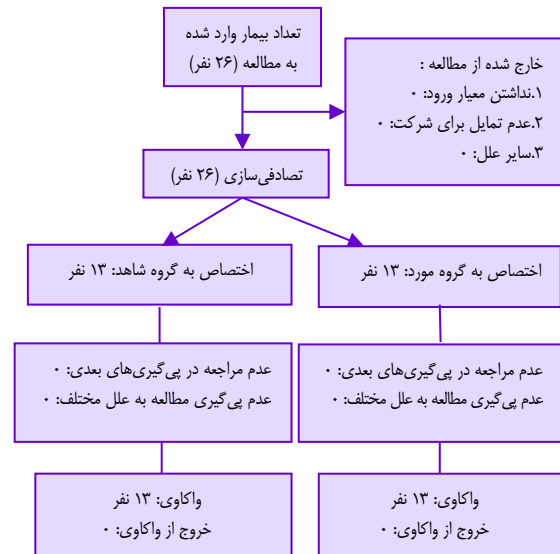 تعداد بیمار وارد شده
به مطالعه (۲۶ نفر)
خارج شده از مطالعه :
۱.نداشتن معیار ورود: ۰
۲.عدم تمایل برای شرکت: ۰
۳.سایر علل: ۰
تصادفی‌سازی (۲۶ نفر)
اختصاص به گروه مورد: ۱۳ نفر
اختصاص به گروه شاهد: ۱۳ نفر
عدم مراجعه در پی‌گیری‌های بعدی: ۰
عدم پی‌گیری مطالعه به علل مختلف: ۰
عدم مراجعه در پی‌گیری‌های بعدی: ۰
عدم پی‌گیری مطالعه به علل مختلف: ۰
واکاوی: ۱۳ نفر
خروج از واکاوی: ۰
واکاوی: ۱۳ نفر
خروج از واکاوی: ۰